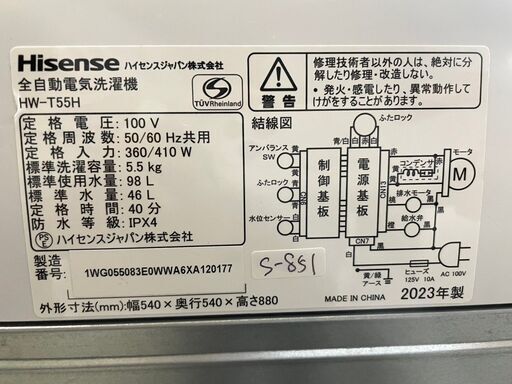 Hisense ハイセンスジャパン株式会社
全自動電気洗濯機
HW-T55H
TÜVRheinland
定格電圧:100 V
定格周波数:50/60 Hz共用
定格入力:360/410 W
標準洗濯容量:5.5 kg
標準使用水量:98 L
標準水量:46 L
定格時間:40 分
防水等級:IPX4
PS E ハイセンスジャパン株式会社
製造番号: 1WG055083E0WWA6XA120177
外形寸法(mm):幅540×奥行540×高さ880
警告
修理技術者以外の人は、絶対に分解したり修理・改造しない。
・発火・感電したり、異常動作してけがをすることがあります。
結線図
ふたロック
アンバランスSW
ふたロック
水位センサー
制御基板
電源基板
CN13
CN7
コンデンサ
モータ
M
排水モータ
給水弁
黄/緑
アース
ヒューズ
125V 10A
AC 100V
S-851
MADE IN CHINA
2023年製